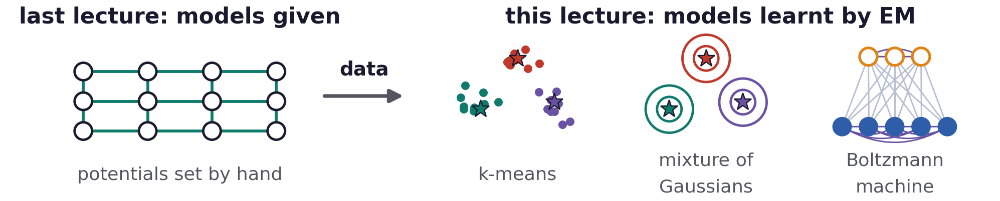 last lecture: models given
this lecture: models learnt by EM
data
potentials set by hand
k-means
mixture of
Gaussians
Boltzmann
machine